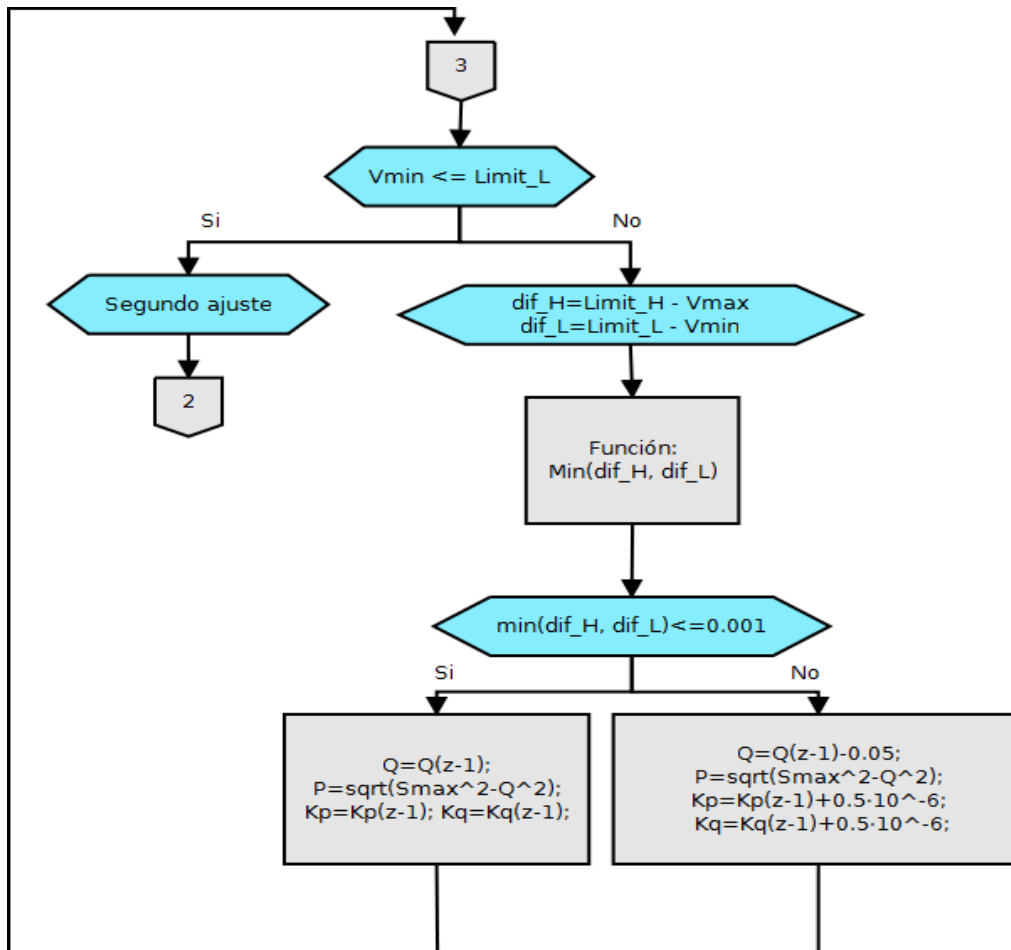 3
Vmin <= Limit_L
Si
No
Segundo ajuste
dif_H=Limit_H - Vmax
dif_L=Limit_L - Vmin
2
Función:
Min(dif_H, dif_L)
min(dif_H, dif_L)<=0.001
Si
No
Q=Q(z-1);
P=sqrt(Smax^2-Q^2);
Kp=Kp(z-1); Kq=Kq(z-1);
Q=Q(z-1)-0.05;
P=sqrt(Smax^2-Q^2);
Kp=Kp(z-1)+0.5·10^-6;
Kq=Kq(z-1)+0.5·10^-6;